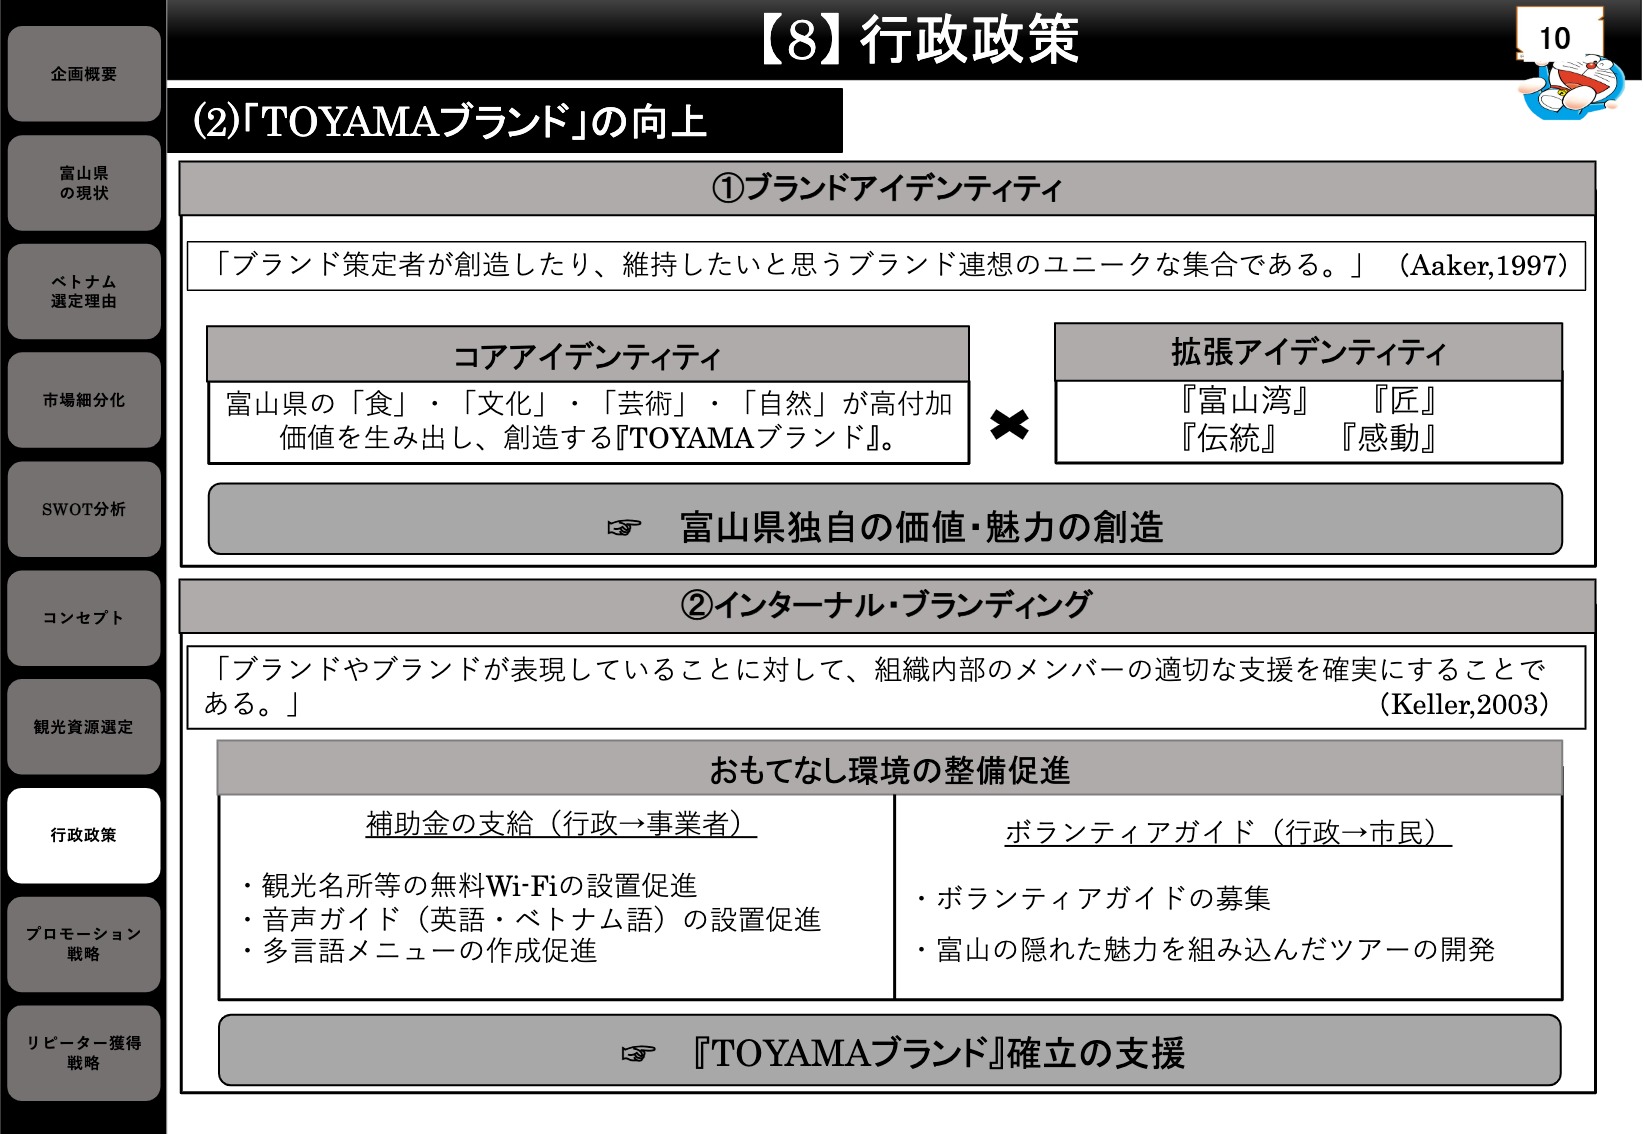 企画概要
富山県
の現状
ベトナム
選定理由
市場細分化
SWOT分析
コンセプト
観光資源選定
行政政策
プロモーション
戦略
リピーター獲得
戦略
【8】行政政策
10
(2)「TOYAMAブランド」の向上
①ブランドアイデンティティ
「ブランド策定者が創造したり、維持したいと思うブランド連想のユニークな集合である。」 （Aaker,1997）
コアアイデンティティ
富山県の「食」・「文化」・「芸術」・「自然」が高付加
価値を生み出し、創造する『TOYAMAブランド』。
✖
拡張アイデンティティ
『富山湾』 『匠』
『伝統』 『感動』
☞ 富山県独自の価値・魅力の創造
②インターナル・ブランディング
「ブランドやブランドが表現していることに対して、組織内部のメンバーの適切な支援を確実にすることで
ある。」 （Keller,2003）
おもてなし環境の整備促進
補助金の支給（行政→事業者）
・観光名所等の無料Wi-Fiの設置促進
・音声ガイド（英語・ベトナム語）の設置促進
・多言語メニューの作成促進
ボランティアガイド（行政→市民）
・ボランティアガイドの募集
・富山の隠れた魅力を組み込んだツアーの開発
☞ 『TOYAMAブランド』確立の支援